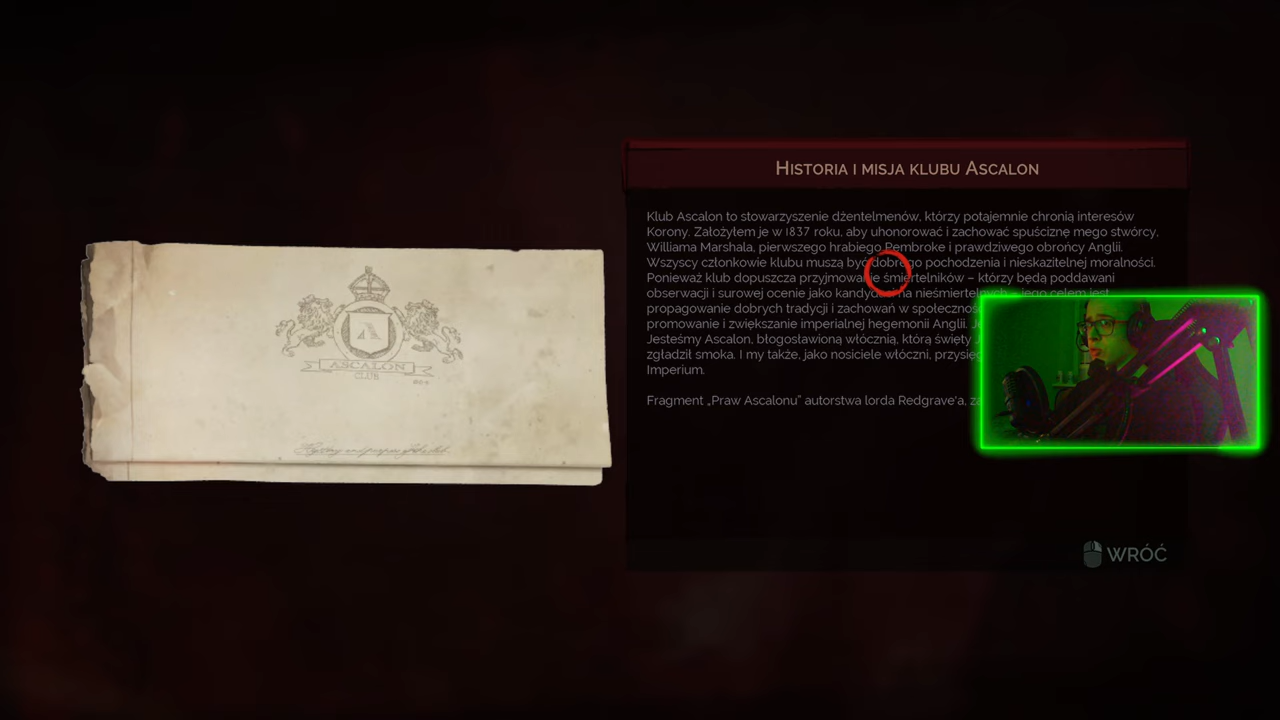 Historia i misja klubu Ascalon
Klub Ascalon to stowarzyszenie dżentelmenów, którzy potajemnie chronią interesów
Korony. Założyłem je w 1837 roku, aby uhonorować i zachować spuściznę mego stwórcy,
Williama Marshala, pierwszego hrabiego Pembroke i prawdziwego obrońcy Anglii.
Wszyscy członkowie klubu muszą być dobrego pochodzenia i nieskazitelnej moralności.
Ponieważ klub dopuszcza przyjmowanie śmiertelników – którzy będą poddawani
obserwacji i surowej ocenie jako na nieśmiertelnych – jego celem jest
propagowanie dobrych tradycji i zachowań w
promowanie i zwiększanie imperialnej hegemonii Anglii.
Jesteśmy Ascalon, błogosławioną włócznią, którą święty
zgładził smoka. I my także, jako nosiciele włóczni,
Imperium.
Fragment „Praw Ascalonu” autorstwa lorda Redgrave'a,
A
ASCALON
CLUB
WRÓĆ